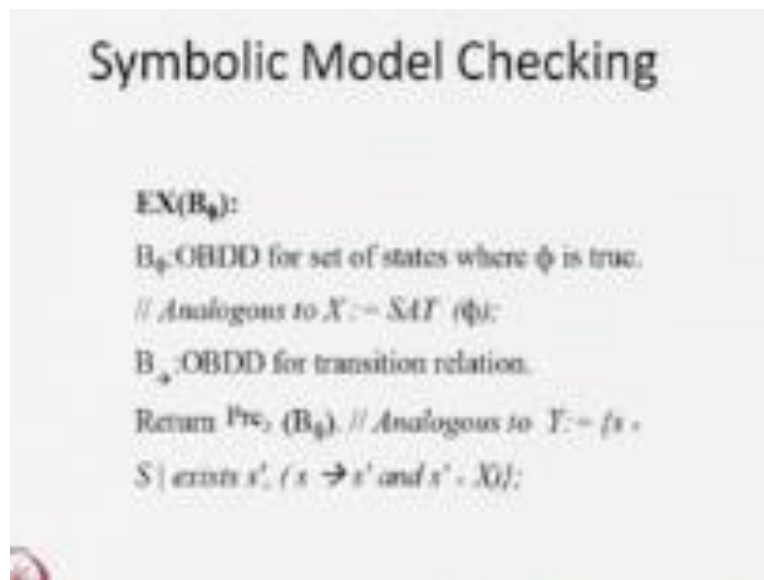 Symbolic Model Checking
EX(Bϕ):
Bϕ:OBDD for set of states where ϕ is true.
// Analogous to X := SAT (ϕ);
B→:OBDD for transition relation.
Return Pre∃ (Bϕ). // Analogous to Y:= {s ∈
S | exists s', ( s → s' and s' ∈ X)};